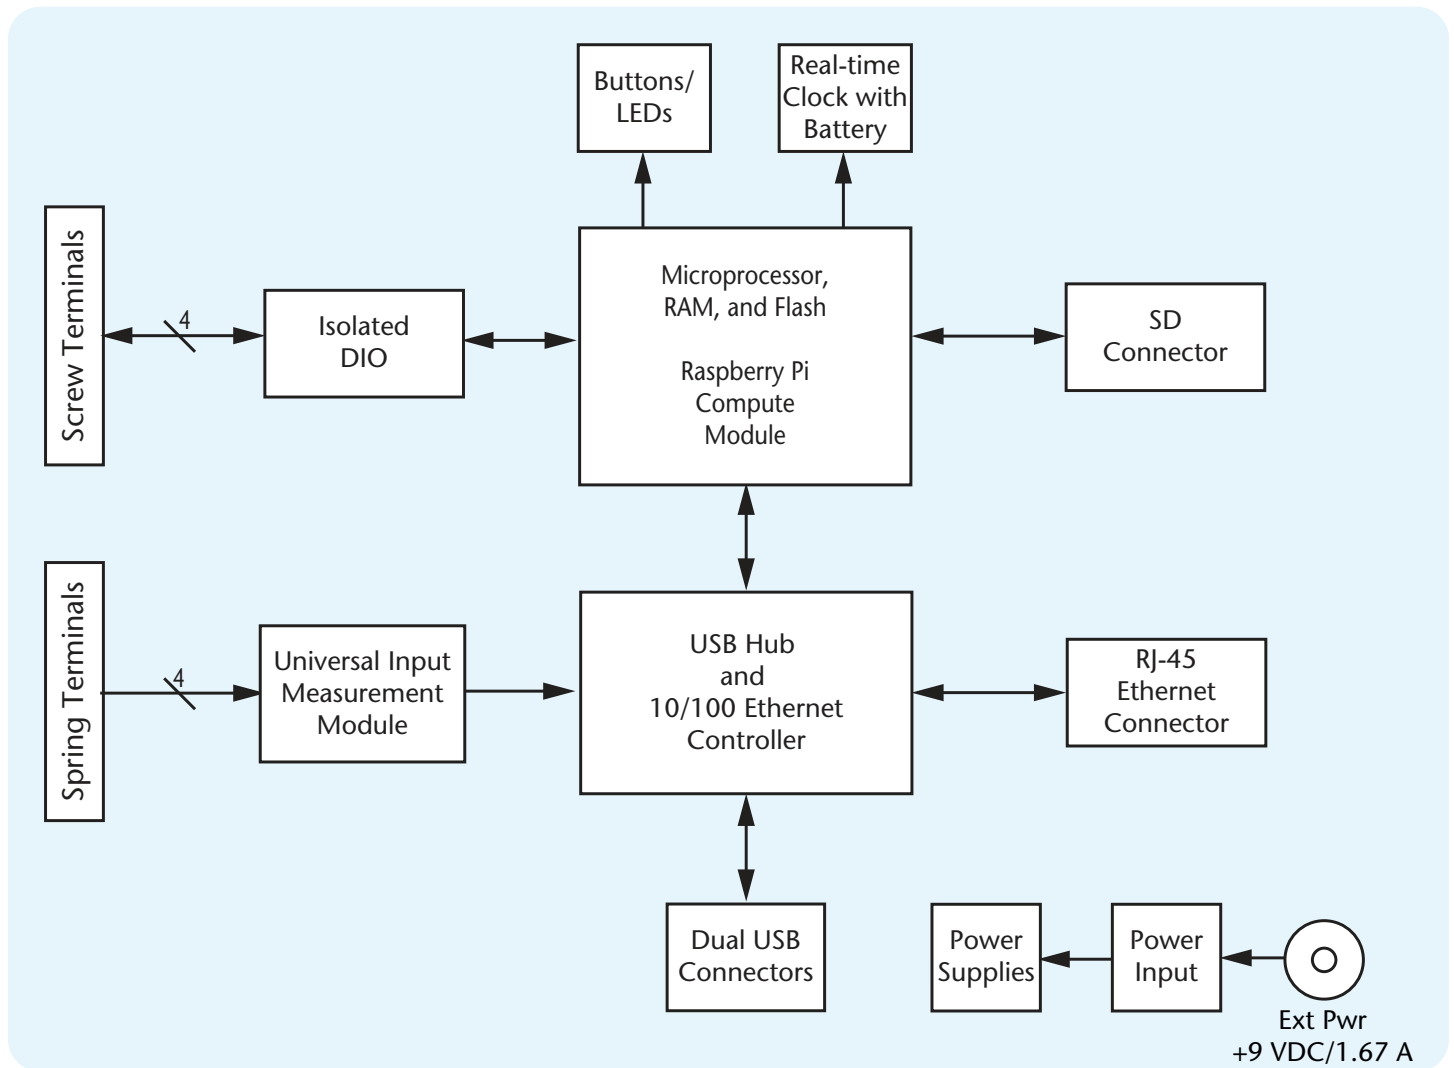 Buttons/
LEDs
Real-time
Clock with
Battery
Screw Terminals
4
Isolated
DIO
Microprocessor,
RAM, and Flash
Raspberry Pi
Compute
Module
SD
Connector
Spring Terminals
4
Universal Input
Measurement
Module
USB Hub
and
10/100 Ethernet
Controller
RJ-45
Ethernet
Connector
Dual USB
Connectors
Power
Supplies
Power
Input
Ext Pwr
+9 VDC/1.67 A